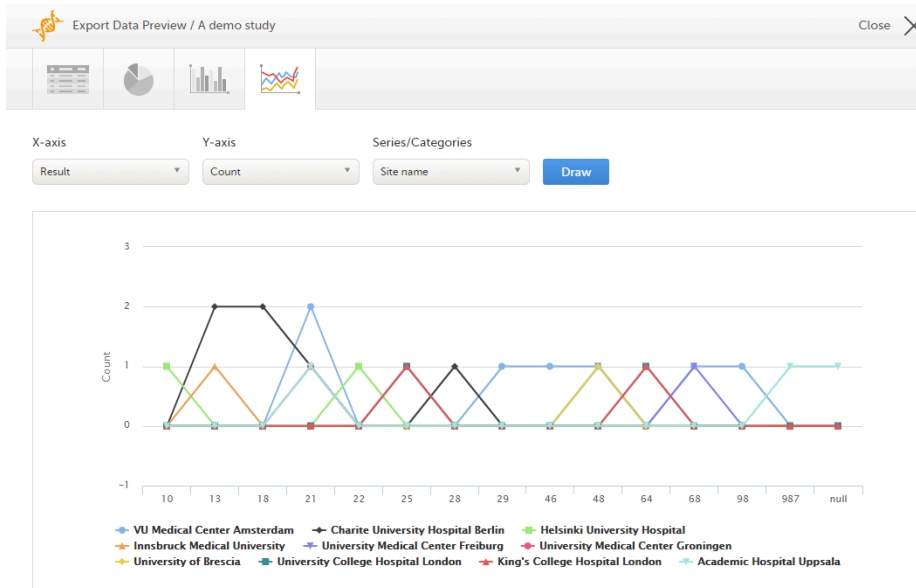 Export Data Preview / A demo study Close
X-axis Y-axis Series/Categories
Result Count Site name Draw
3
2
1
0
-1
Count
10 13 18 21 22 25 28 29 46 48 64 68 98 987 null
VU Medical Center Amsterdam Charite University Hospital Berlin Helsinki University Hospital
Innsbruck Medical University University Medical Center Freiburg University Medical Center Groningen
University of Brescia University College Hospital London King's College Hospital London Academic Hospital Uppsala